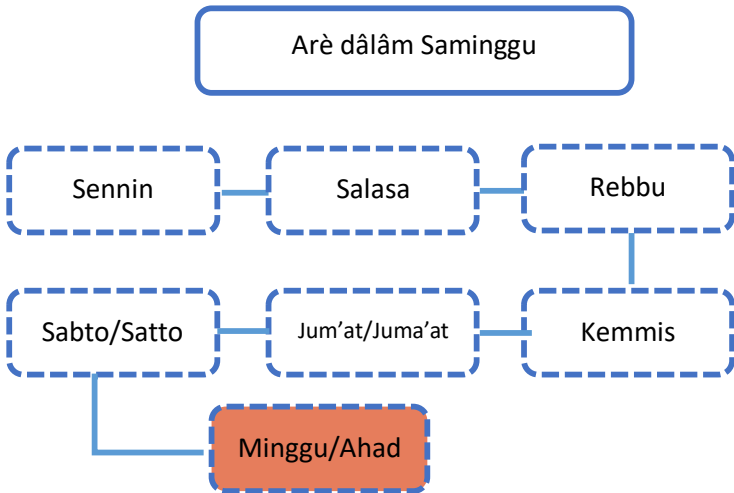 Arè dâlâm Saminggu
Sennin
Salasa
Rebbu
Kemmis
Jum'at/Juma'at
Sabto/Satto
Minggu/Ahad